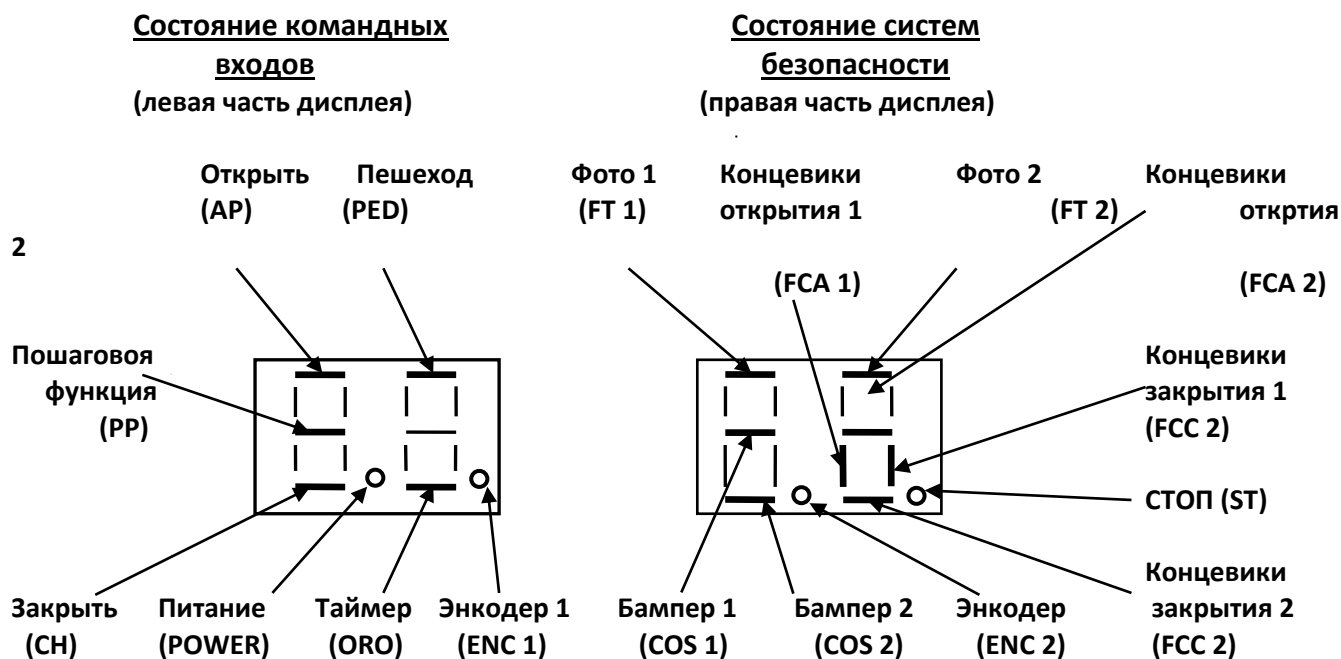 Состояние командных
входов
(левая часть дисплея)
Состояние систем
безопасности
(правая часть дисплея)
Открыть Пешеход Фото 1 Концевики Фото 2 Концевики
(AP) (PED) (FT 1) открытия 1 (FT 2) откртия
2
(FCA 1) (FCA 2)
Пошаговоя
функция
(PP)
Концевики
закрытия 1
(FCC 2)
СТОП (ST)
Концевики
закрытия 2
(FCC 2)
Закрыть Питание Таймер Энкодер 1 Бампер 1 Бампер 2 Энкодер
(CH) (POWER) (ORO) (ENC 1) (COS 1) (COS 2) (ENC 2)